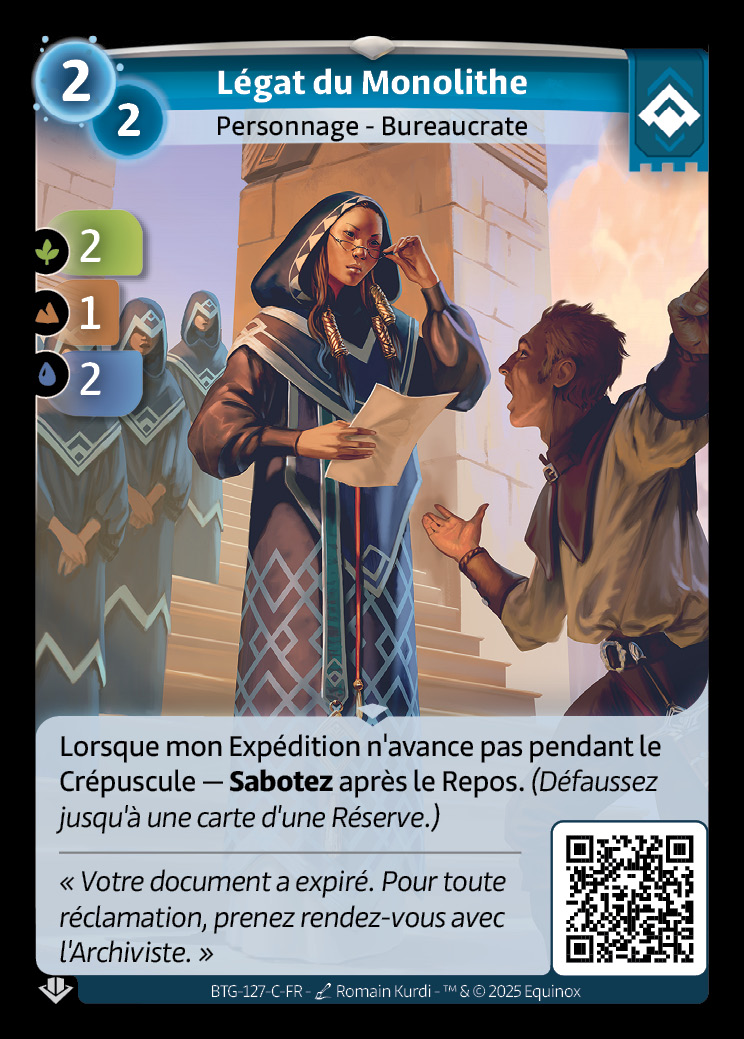 2
2
Légat du Monolithe
Personnage - Bureaucrate
2
1
2
Lorsque mon Expédition n'avance pas pendant le
Crépuscule — Sabotez après le Repos. (Défaussez
jusqu'à une carte d'une Réserve.)
« Votre document a expiré. Pour toute
réclamation, prenez rendez-vous avec
l'Archiviste. »
BTG-127-C-FR - Romain Kurdi - ™ & © 2025 Equinox